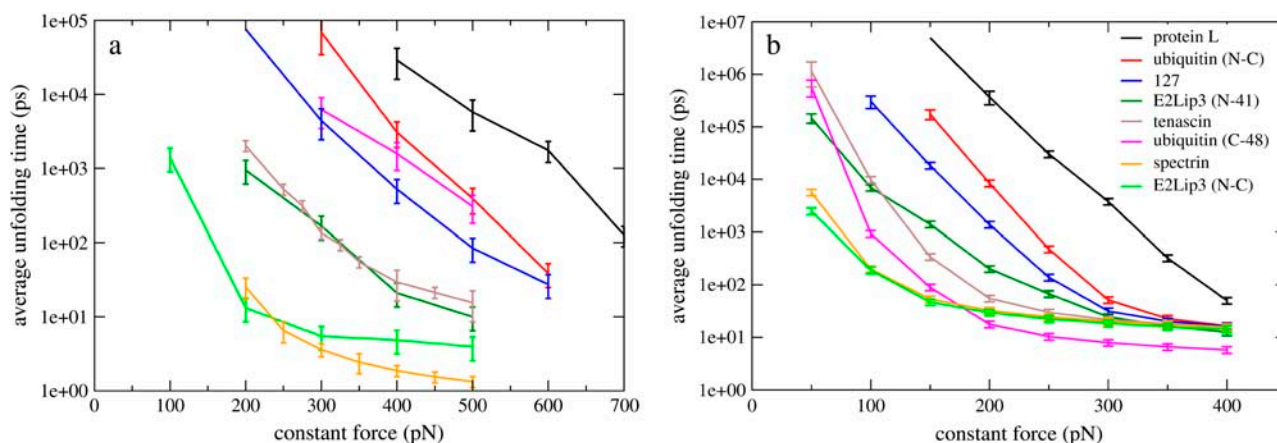 a
average unfolding time (ps)
1e+05
1e+04
1e+03
1e+02
1e+01
1e+00
0 100 200 300 400 500 600 700
constant force (pN)
b
average unfolding time (ps)
1e+07
1e+06
1e+05
1e+04
1e+03
1e+02
1e+01
1e+00
0 100 200 300 400
constant force (pN)
protein L
ubiquitin (N-C)
127
E2Lip3 (N-41)
tenascin
ubiquitin (C-48)
spectrin
E2Lip3 (N-C)